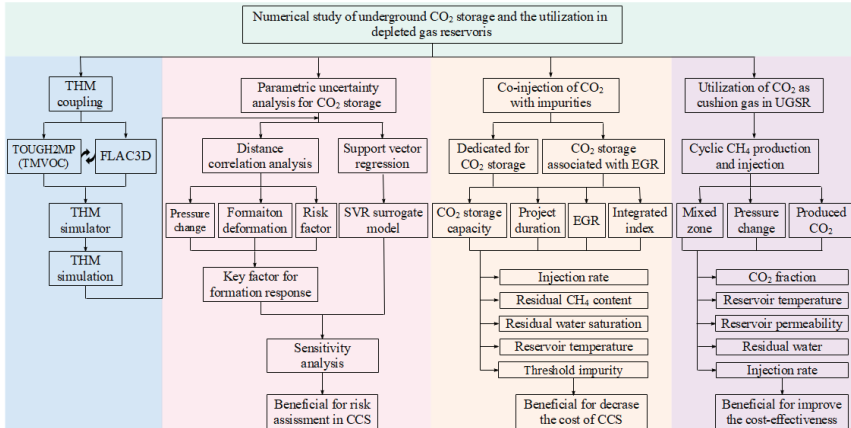 Numerical study of underground CO₂ storage and the utilization in
depleted gas reservoris
THM
coupling
TOUGH2MP
(TMVOC)
FLAC3D
THM
simulator
THM
simulation
Parametric uncertainty
analysis for CO₂ storage
Distance
correlation analysis
Support vector
regression
Pressure
change
Formaiton
deformation
Risk
factor
SVR surrogate
model
Key factor for
formation response
Sensitivity
analysis
Beneficial for risk
assissment in CCS
Co-injection of CO₂
with impurities
Dedicated for
CO₂ storage
CO₂ storage
associated with EGR
CO₂ storage
capacity
Project
duration
EGR
Integrated
index
Injection rate
Residual CH₄ content
Residual water saturation
Reservoir temperature
Threshold impurity
Beneficial for decrase
the cost of CCS
Utilization of CO₂ as
cushion gas in UGSR
Cyclic CH₄ production
and injection
Mixed
zone
Pressure
change
Produced
CO₂
CO₂ fraction
Reservoir temperature
Reservoir permeability
Residual water
Injection rate
Beneficial for improve
the cost-effectiveness